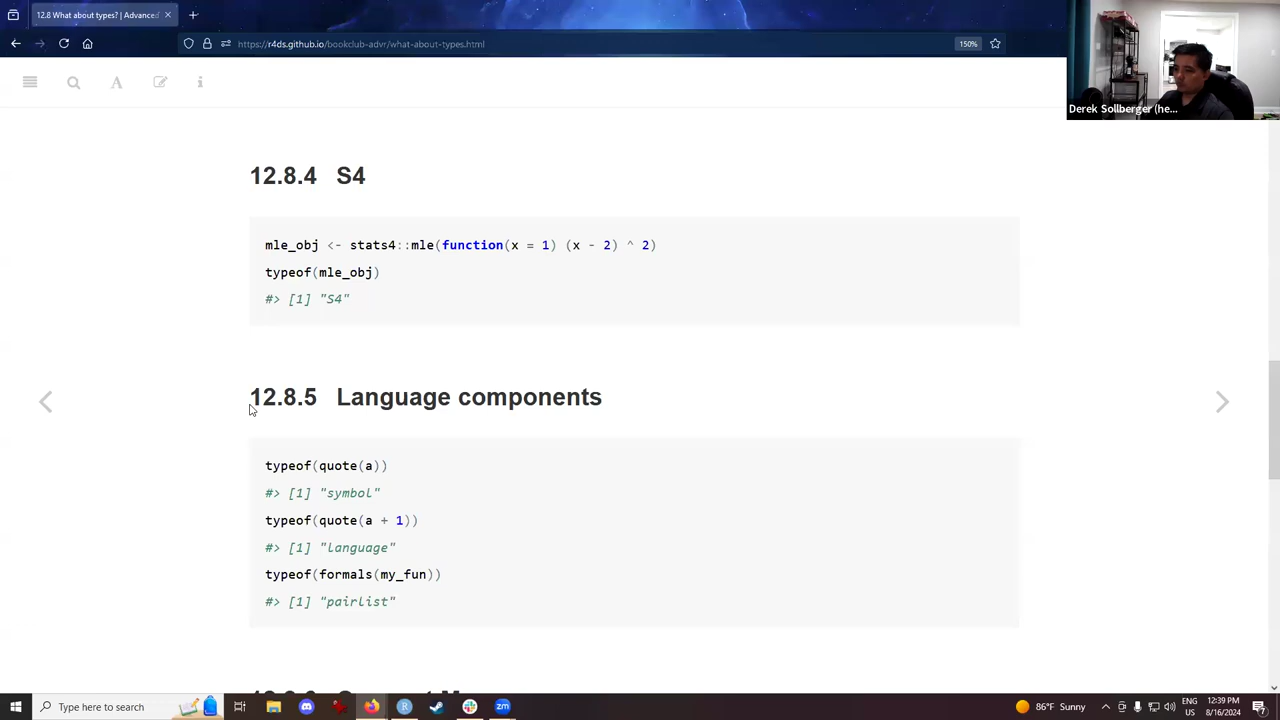 12.8 What about types? | Advanced
https://r4ds.github.io/bookclub-advr/what-about-types.html
150%
Derek Sollberger (he...
12.8.4 S4
mle_obj <- stats4::mle(function(x = 1) (x - 2) ^ 2)
typeof(mle_obj)
#> [1] "S4"
12.8.5 Language components
typeof(quote(a))
#> [1] "symbol"
typeof(quote(a + 1))
#> [1] "language"
typeof(formals(my_fun))
#> [1] "pairlist"
Type here to search
86°F Sunny
ENG
US
12:39 PM
8/16/2024